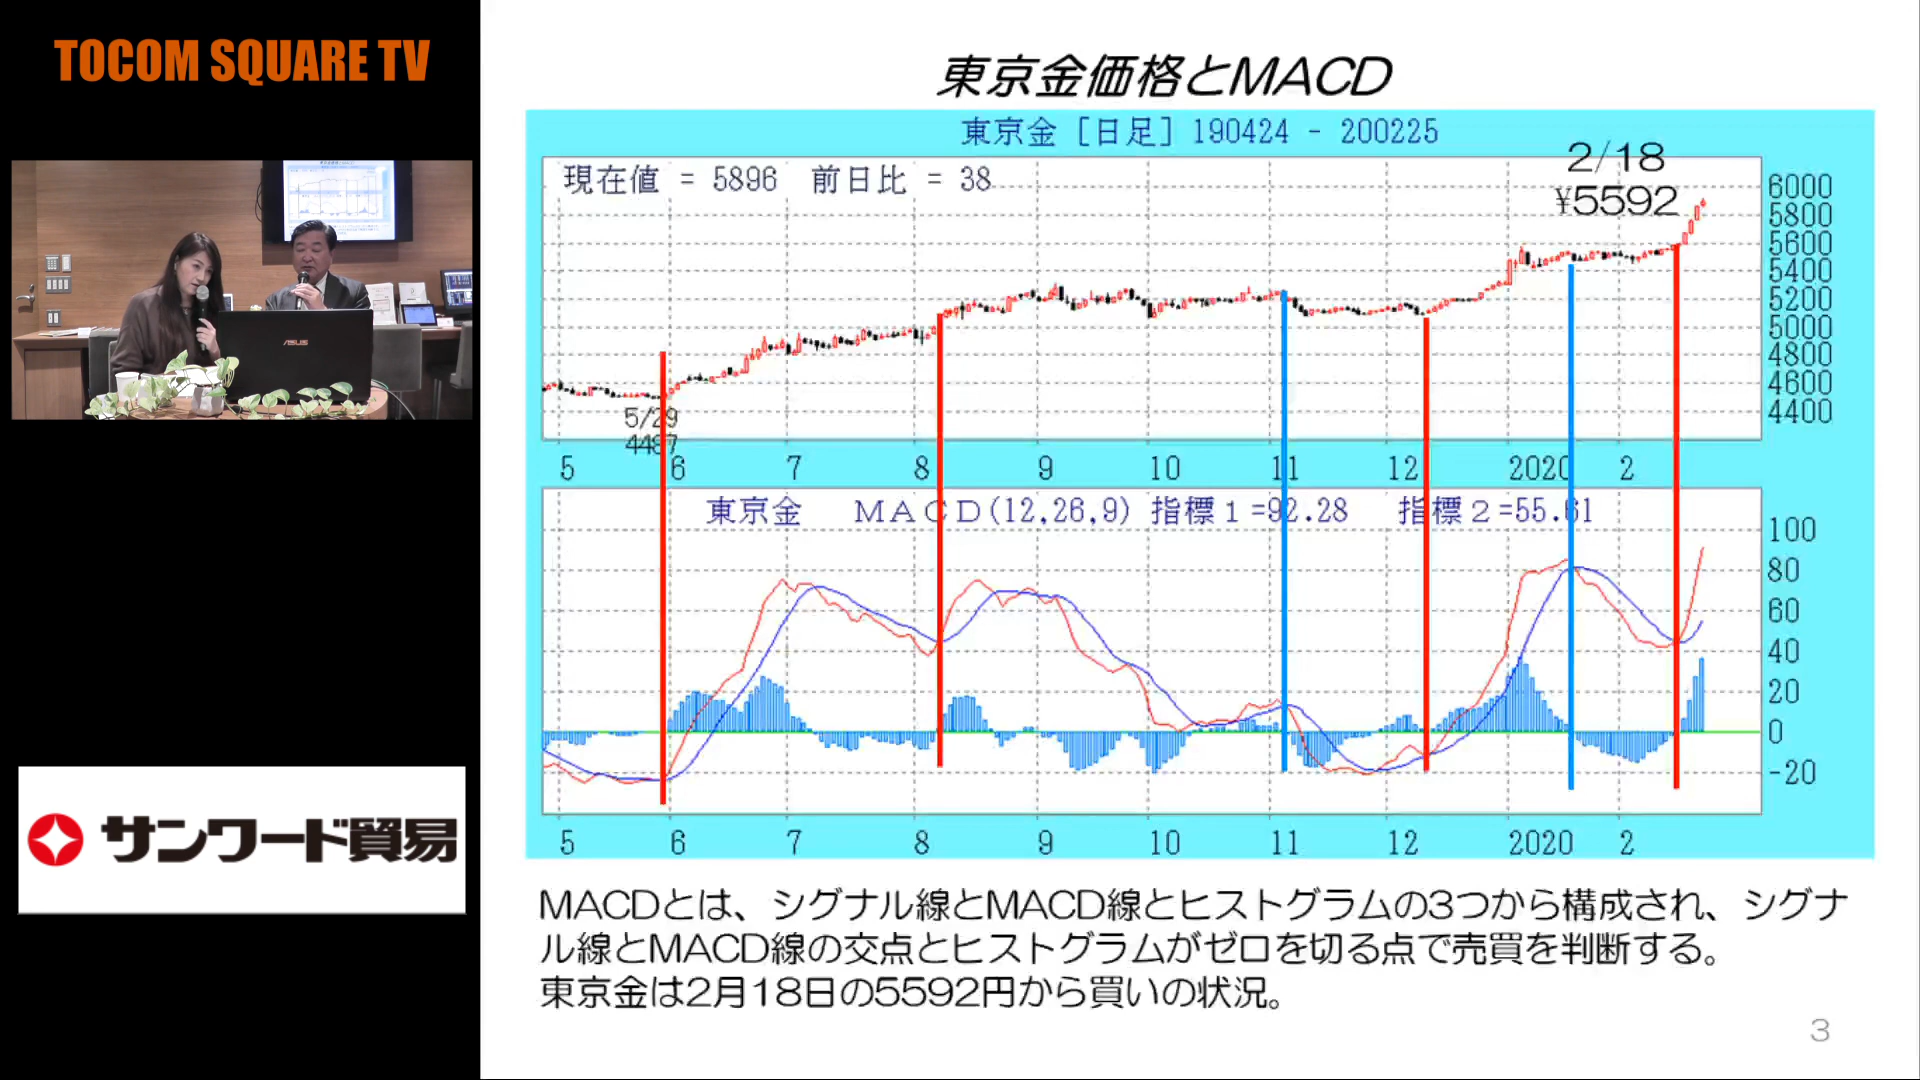 TOCOM SQUARE TV
ASUS
サンワード貿易
東京金価格とMACD
東京金 [日足] 190424 - 200225
現在値 = 5896 前日比 = 38
2/18
¥5592
6000
5800
5600
5400
5200
5000
4800
4600
4400
5/29
4487
5 6 7 8 9 10 11 12 2020 2
東京金 MACD(12,26,9) 指標1=92.28 指標2=55.61
100
80
60
40
20
0
-20
5 6 7 8 9 10 11 12 2020 2
MACDとは、シグナル線とMACD線とヒストグラムの3つから構成され、シグナ
ル線とMACD線の交点とヒストグラムがゼロを切る点で売買を判断する。
東京金は2月18日の5592円から買いの状況。
3